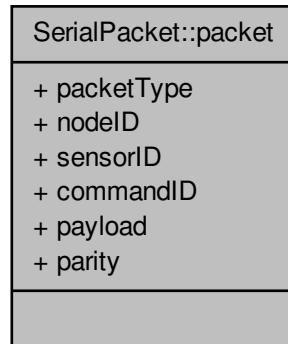 SerialPacket::packet
+ packetType
+ nodeID
+ sensorID
+ commandID
+ payload
+ parity